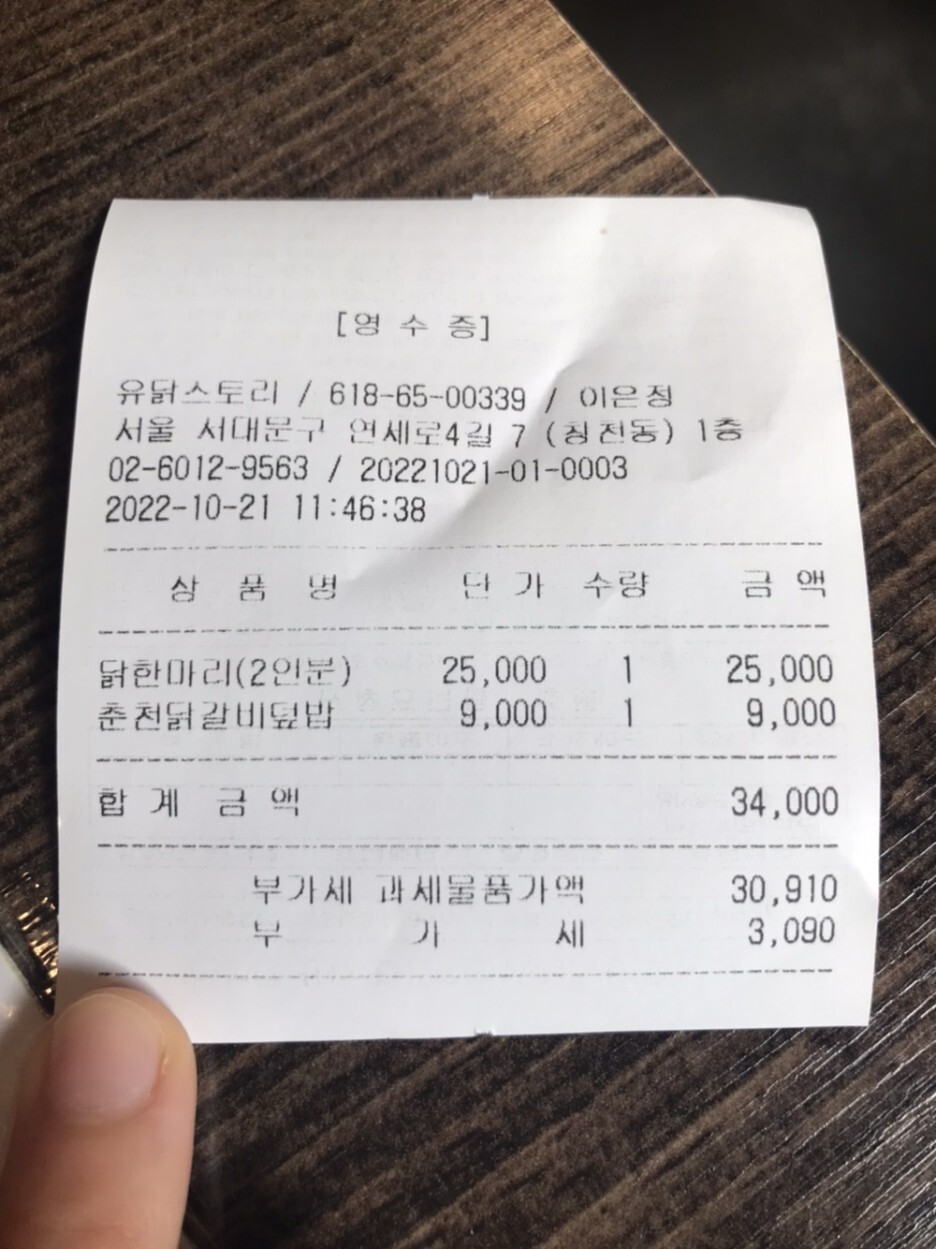 [영 수 증]
유닭스토리 / 618-65-00339 / 이은정
서울 서대문구 연세로4길 7 (창천동) 1층
02-6012-9563 / 20221021-01-0003
2022-10-21 11:46:38
상 품 명 단 가 수량 금 액
닭한마리(2인분) 25,000 1 25,000
춘천닭갈비덮밥 9,000 1 9,000
합 계 금 액 34,000
부가세 과세물품가액 30,910
부 가 세 3,090